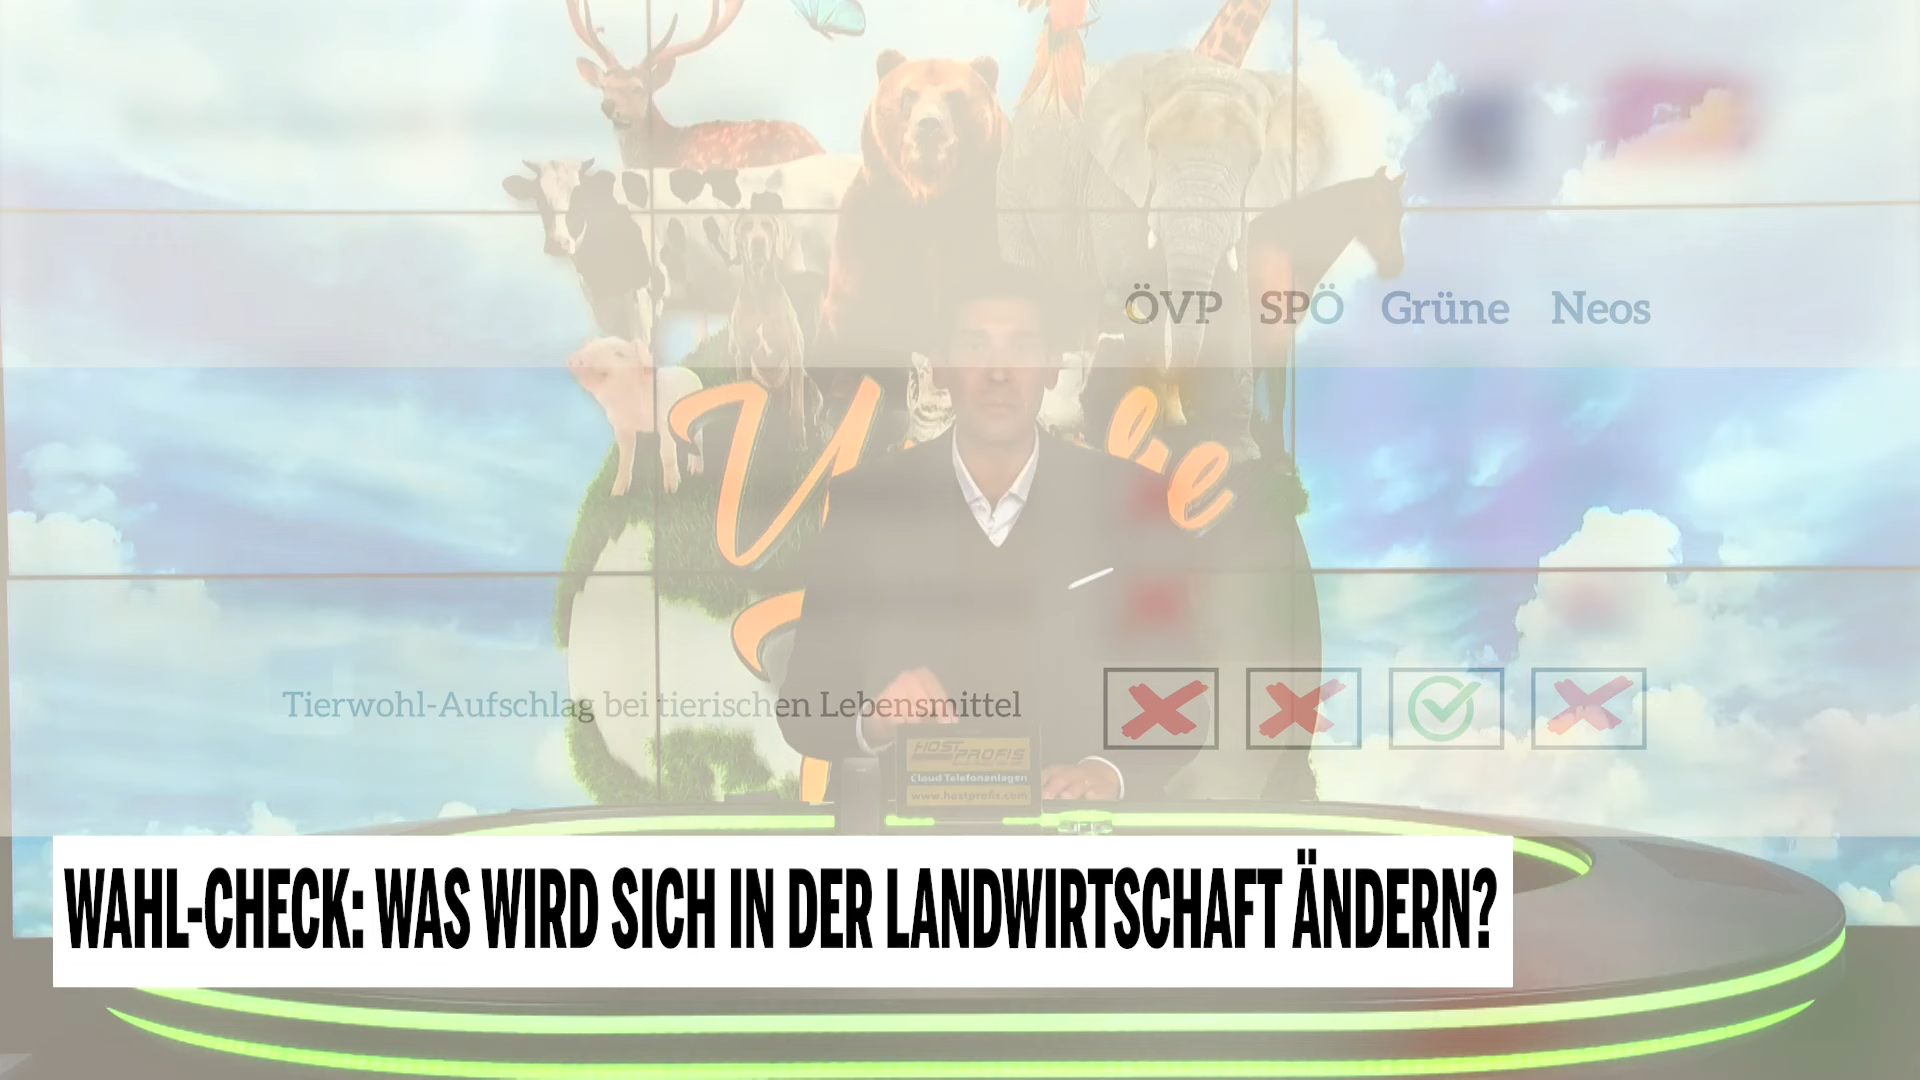 ÖVP SPÖ Grüne Neos
Tierwohl-Aufschlag bei tierischen Lebensmittel
HOST PROFIS
Cloud Telefonanlagen
www.hostprofis.com
WAHL-CHECK: WAS WIRD SICH IN DER LANDWIRTSCHAFT ÄNDERN?